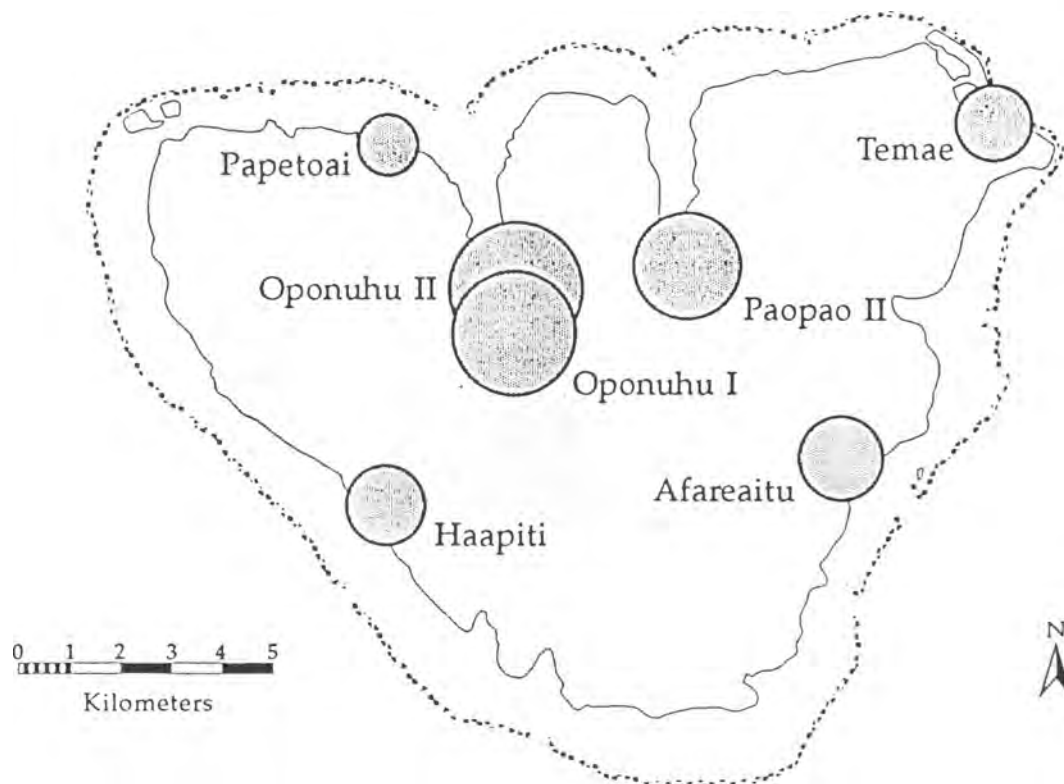 Temae
Papetoai
Oponuhu II
Paopao II
Oponuhu I
Afareaitu
Haapiti
0 1 2 3 4 5
Kilometers
N